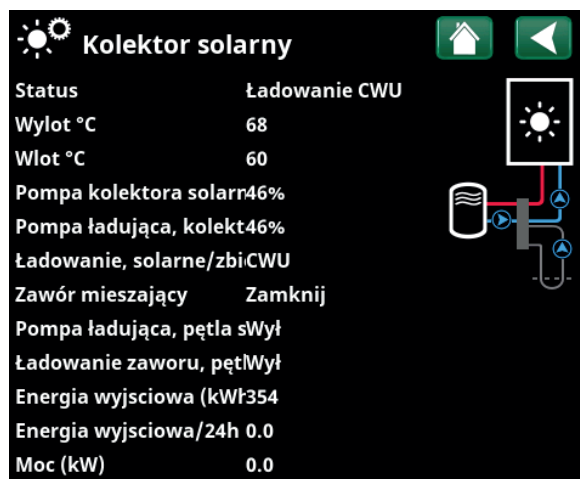 Kolektor solarny
Status Ładowanie CWU
Wylot °C 68
Wlot °C 60
Pompa kolektora solarr46%
Pompa ładująca, kolekt46%
Ładowanie, solarne/zbiCWU
Zawór mieszający Zamknij
Pompa ładująca, pętla sWył
Ładowanie zaworu, pętlWył
Energia wyjsciowa (kWh354
Energia wyjsciowa/24h 0.0
Moc (kW) 0.0